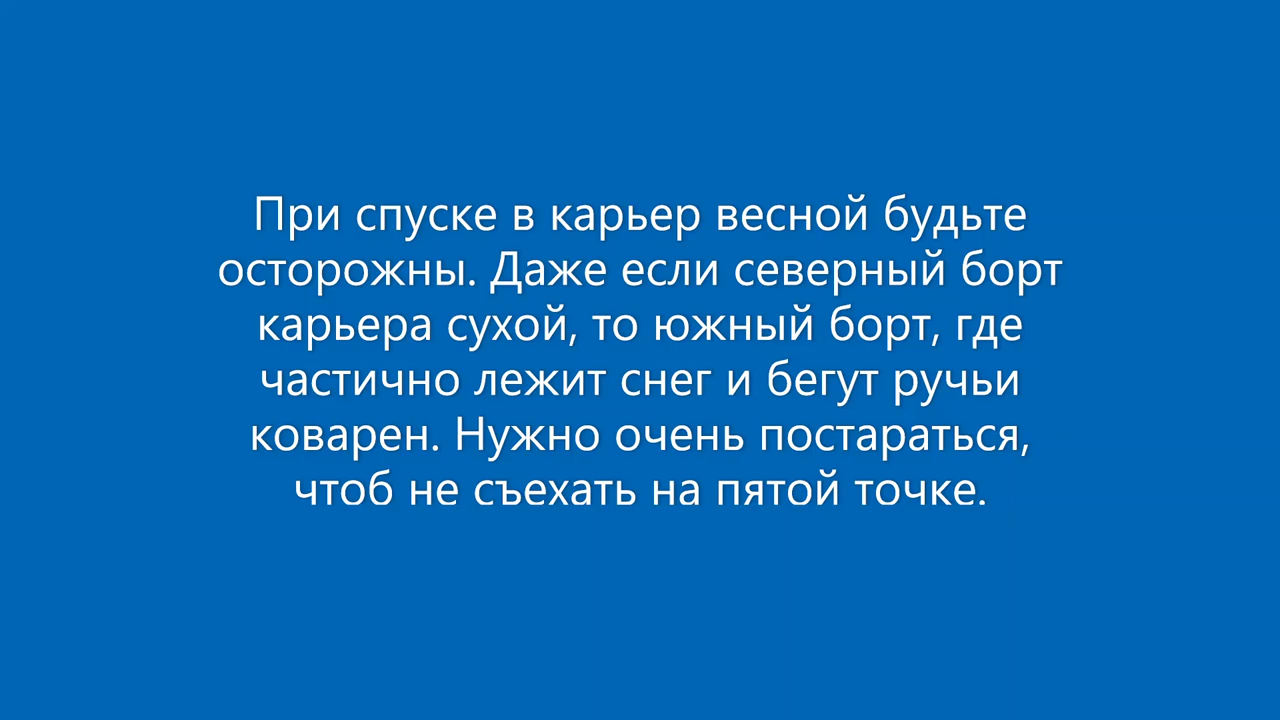 При спуске в карьер весной будьте
осторожны. Даже если северный борт
карьера сухой, то южный борт, где
частично лежит снег и бегут ручьи
коварен. Нужно очень постараться,
чтоб не съехать на пятой точке.